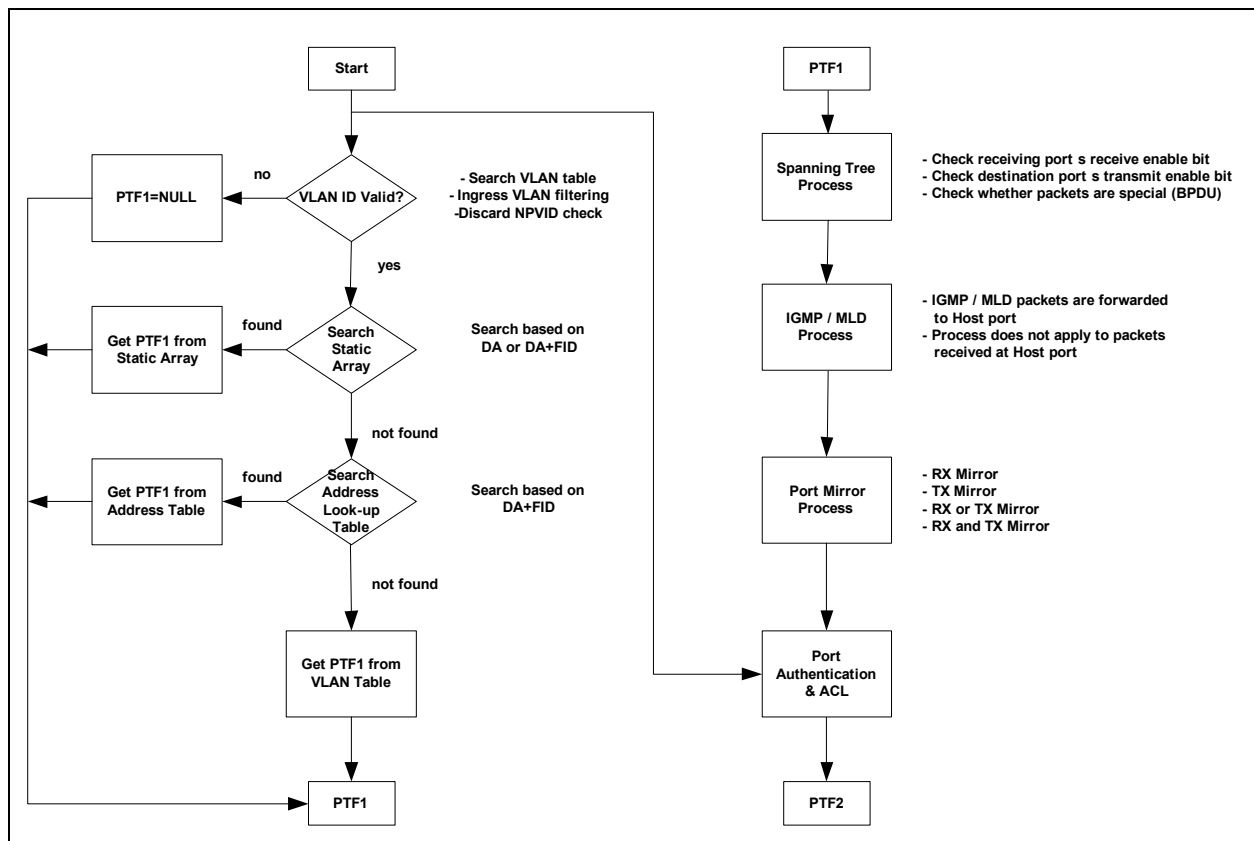 Start
no
VLAN ID Valid?
PTF1=NULL
- Search VLAN table
- Ingress VLAN filtering
-Discard NPVID check
yes
found
Search
Static
Array
Get PTF1 from
Static Array
Search based on
DA or DA+FID
not found
found
Search
Address
Look-up
Table
Get PTF1 from
Address Table
Search based on
DA+FID
not found
Get PTF1 from
VLAN Table
PTF1
PTF1
Spanning Tree
Process
- Check receiving port s receive enable bit
- Check destination port s transmit enable bit
- Check whether packets are special (BPDU)
IGMP / MLD
Process
- IGMP / MLD packets are forwarded
to Host port
- Process does not apply to packets
received at Host port
Port Mirror
Process
- RX Mirror
- TX Mirror
- RX or TX Mirror
- RX and TX Mirror
Port
Authentication
& ACL
PTF2